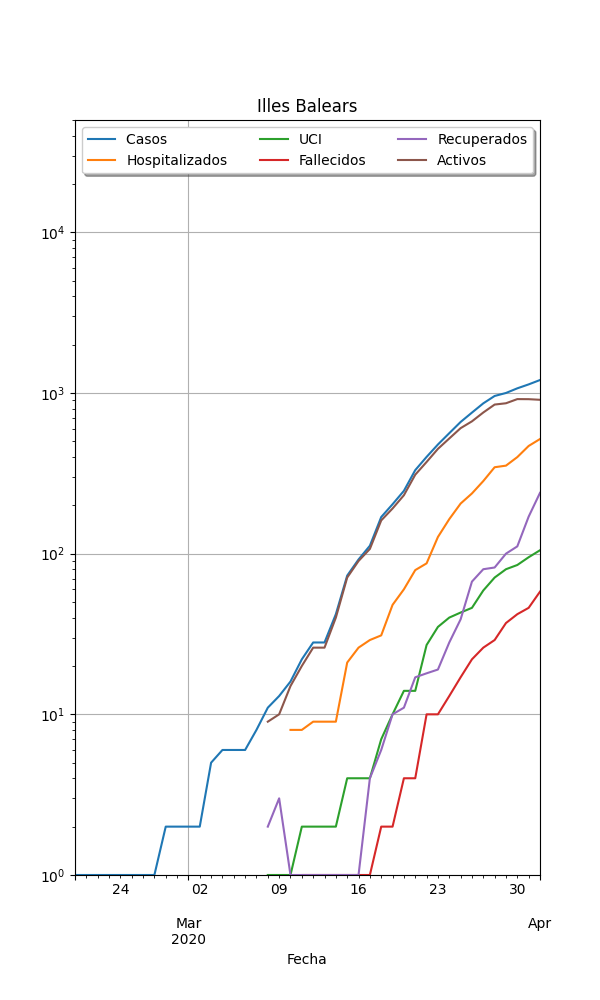 Illes Balears
Casos UCI Recuperados
Hospitalizados Fallecidos Activos
10^4
10^3
10^2
10^1
10^0
24 02 09 16 23 30
Mar Apr
2020
Fecha